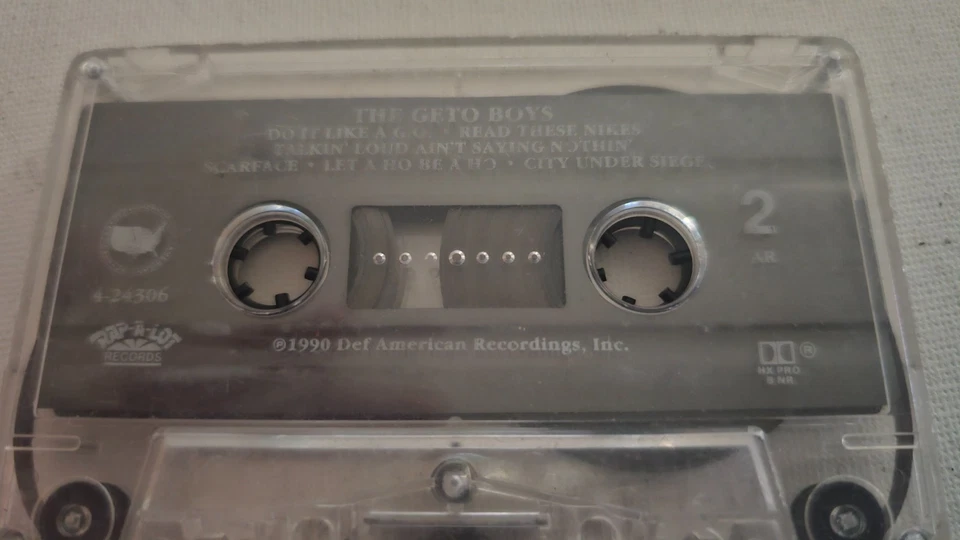 THE GETO BOYS
DO IT LIKE A G.O. • READ THESE NIKES
TALKIN' LOUD AIN'T SAYING NOTHIN'
SCARFACE • LET A HO BE A HO • CITY UNDER SIEGE
2
AR
4-24306
RAP-A-LOT
RECORDS
℗1990 Def American Recordings, Inc.
®
HX PRO
B NR